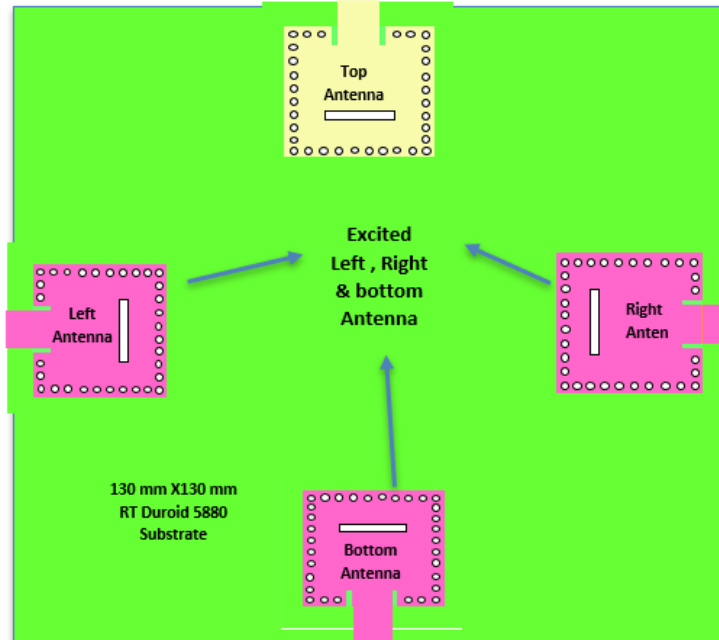 Top
Antenna
Excited
Left , Right
& bottom
Antenna
Left
Antenna
Right
Anten
130 mm X130 mm
RT Duroid 5880
Substrate
Bottom
Antenna